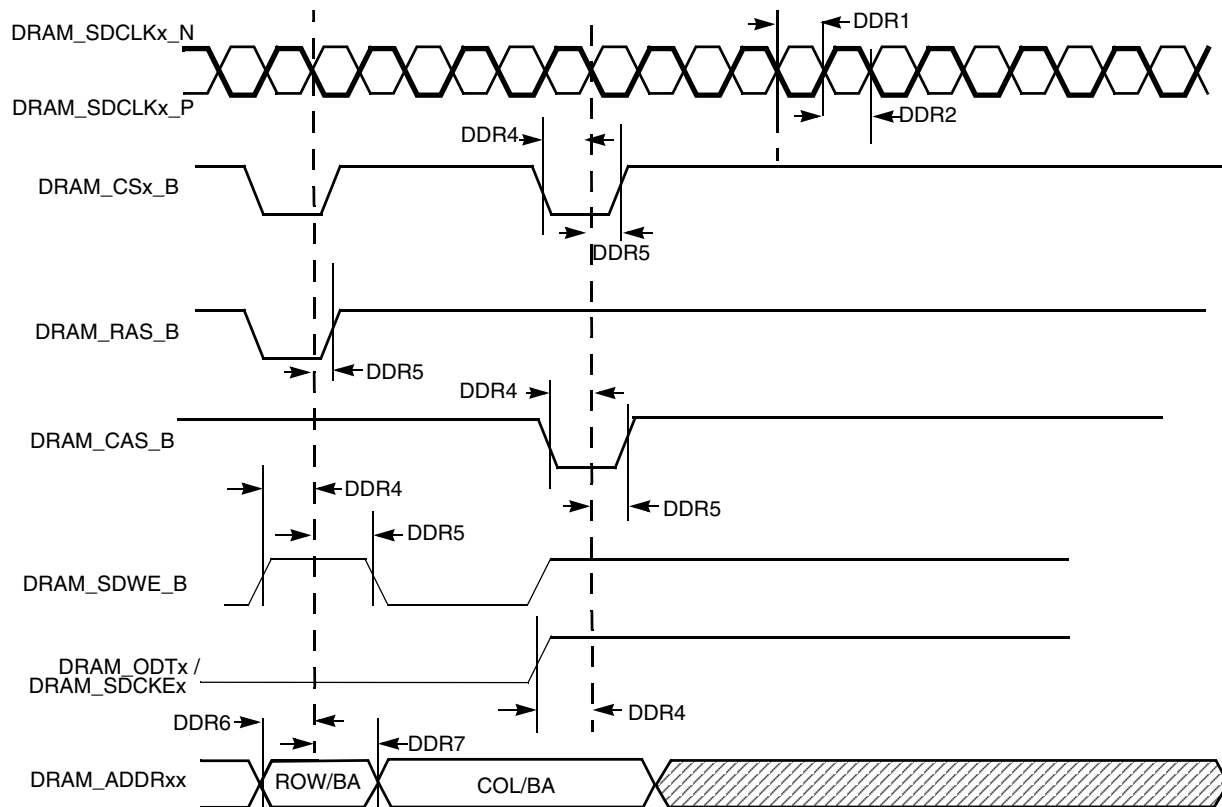 DRAM_SDCLKx_N
DDR1
DRAM_SDCLKx_P
DDR2
DDR4
DRAM_CSx_B
DDR5
DRAM_RAS_B
DDR5
DDR4
DRAM_CAS_B
DDR4
DDR5
DDR5
DRAM_SDWE_B
DRAM_ODTx /
DRAM_SDCKEx
DDR4
DDR6
DDR7
DRAM_ADDRxx
ROW/BA
COL/BA